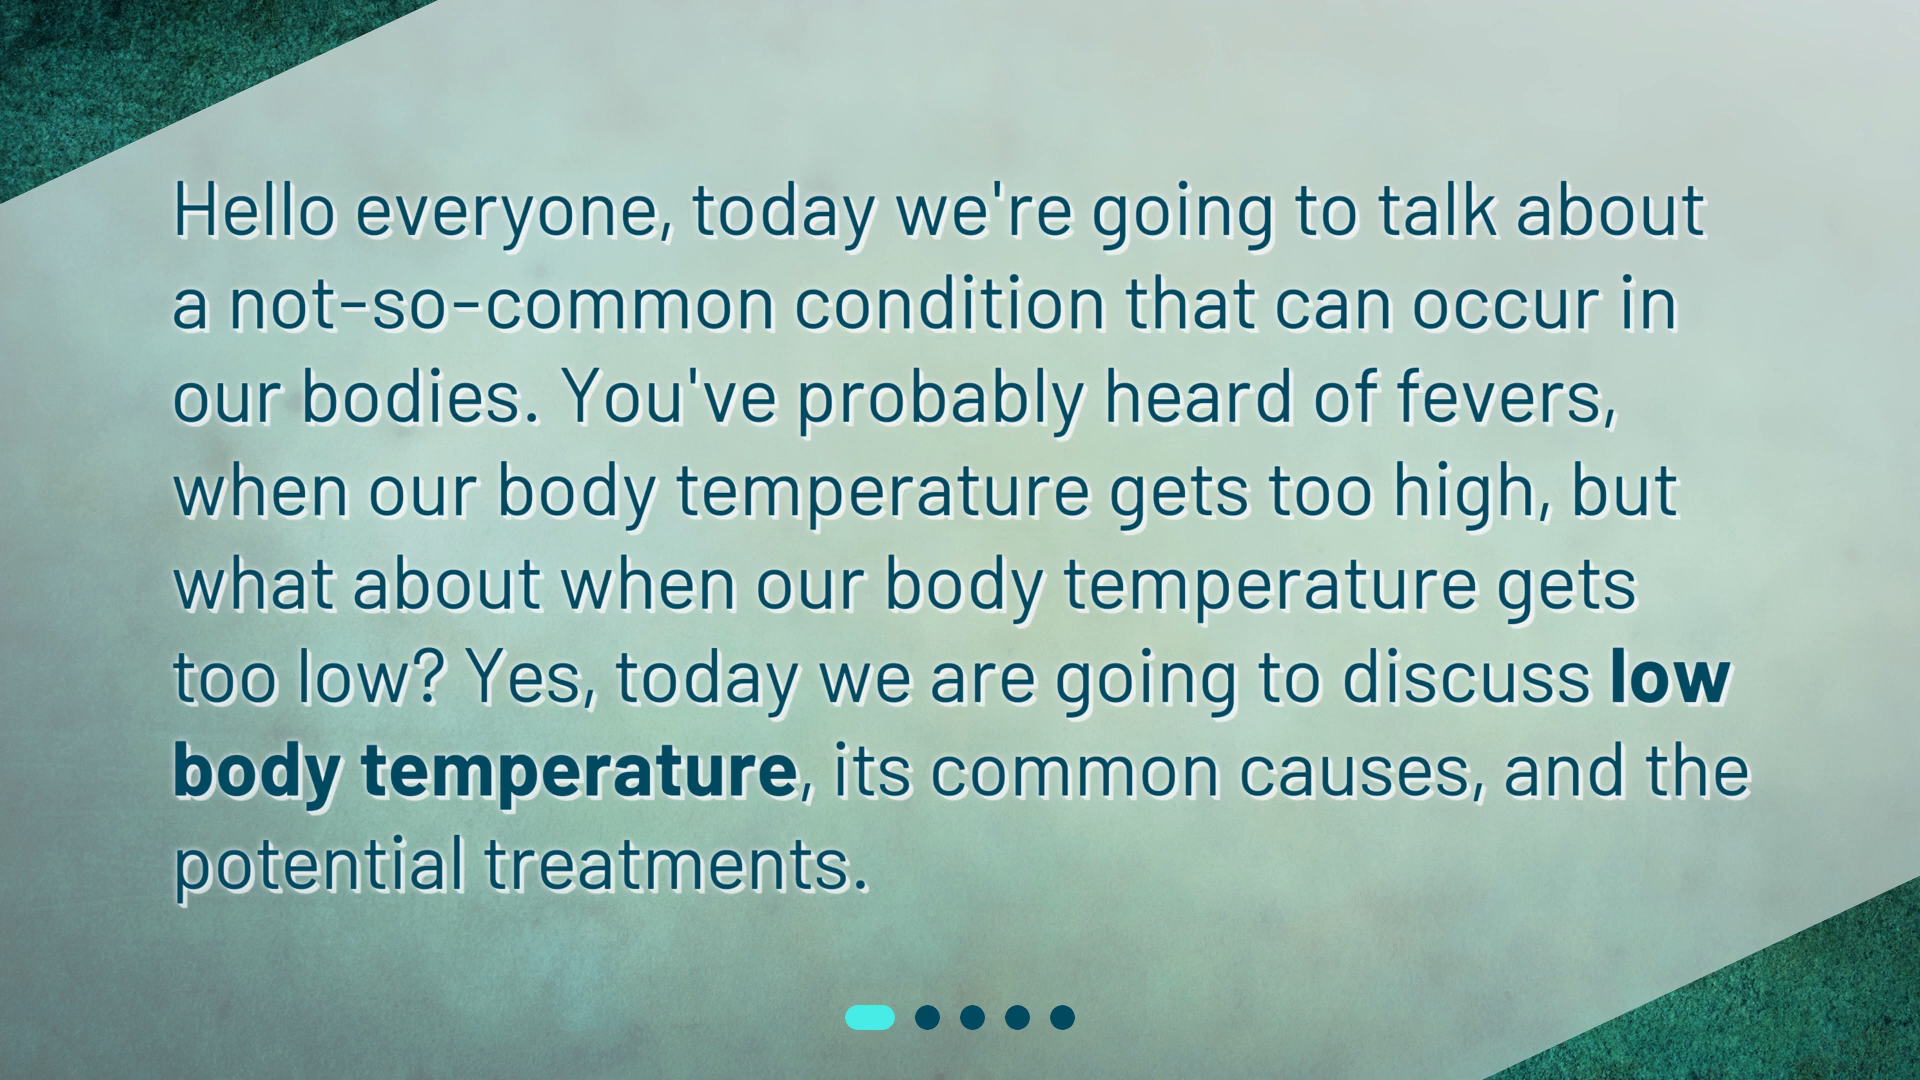 Hello everyone, today we're going to talk about
a not-so-common condition that can occur in
our bodies. You've probably heard of fevers,
when our body temperature gets too high, but
what about when our body temperature gets
too low? Yes, today we are going to discuss low
body temperature, its common causes, and the
potential treatments.